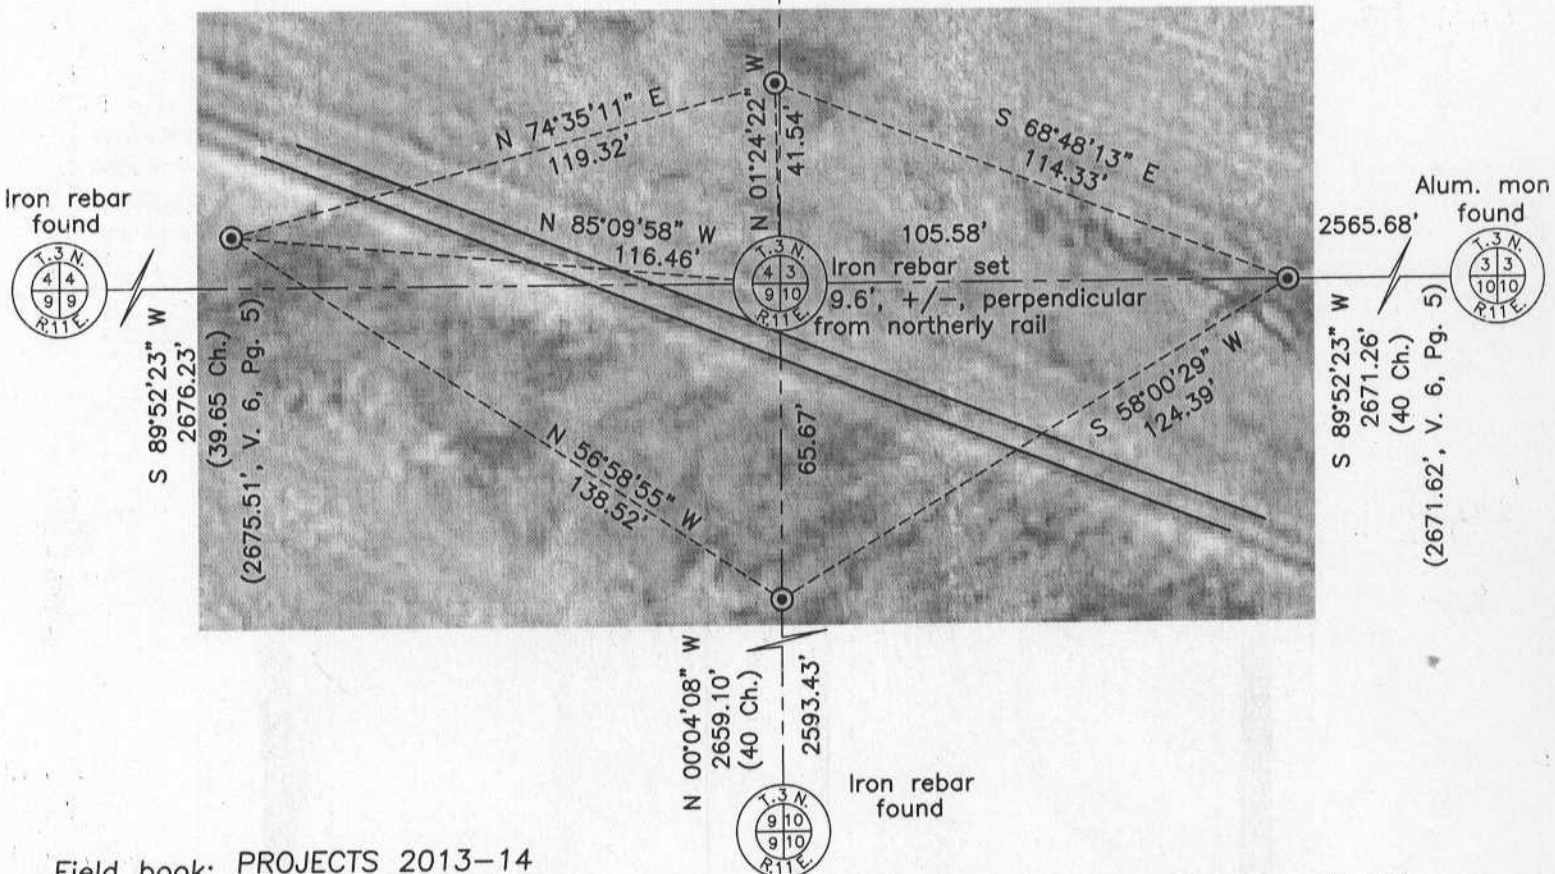 N 74°35'11" E
119.32'
N 01°24'22" W
41.54'
S 68°48'13" E
114.33'
Iron rebar
found
T.3 N.
4 4
9 9
R.11 E.
N 85°09'58" W
116.46'
105.58'
2565.68'
Alum. mon
found
T.3 N.
3 3
10 10
R.11 E.
T.3 N.
4 3
9 10
R.11 E.
Iron rebar set
9.6', +/-, perpendicular
from northerly rail
S 89°52'23" W
2676.23'
(39.65 Ch.)
(2675.51', V. 6, Pg. 5)
N 56°58'55" W
138.52'
65.67'
S 58°00'29" W
124.39'
S 89°52'23" W
2671.26'
(40 Ch.)
(2671.62', V. 6, Pg. 5)
N 00°04'08" W
2659.10'
(40 Ch.)
2593.43'
Iron rebar
found
T.3 N.
9 10
9 10
R.11 E.
Field book: PROJECTS 2013-14